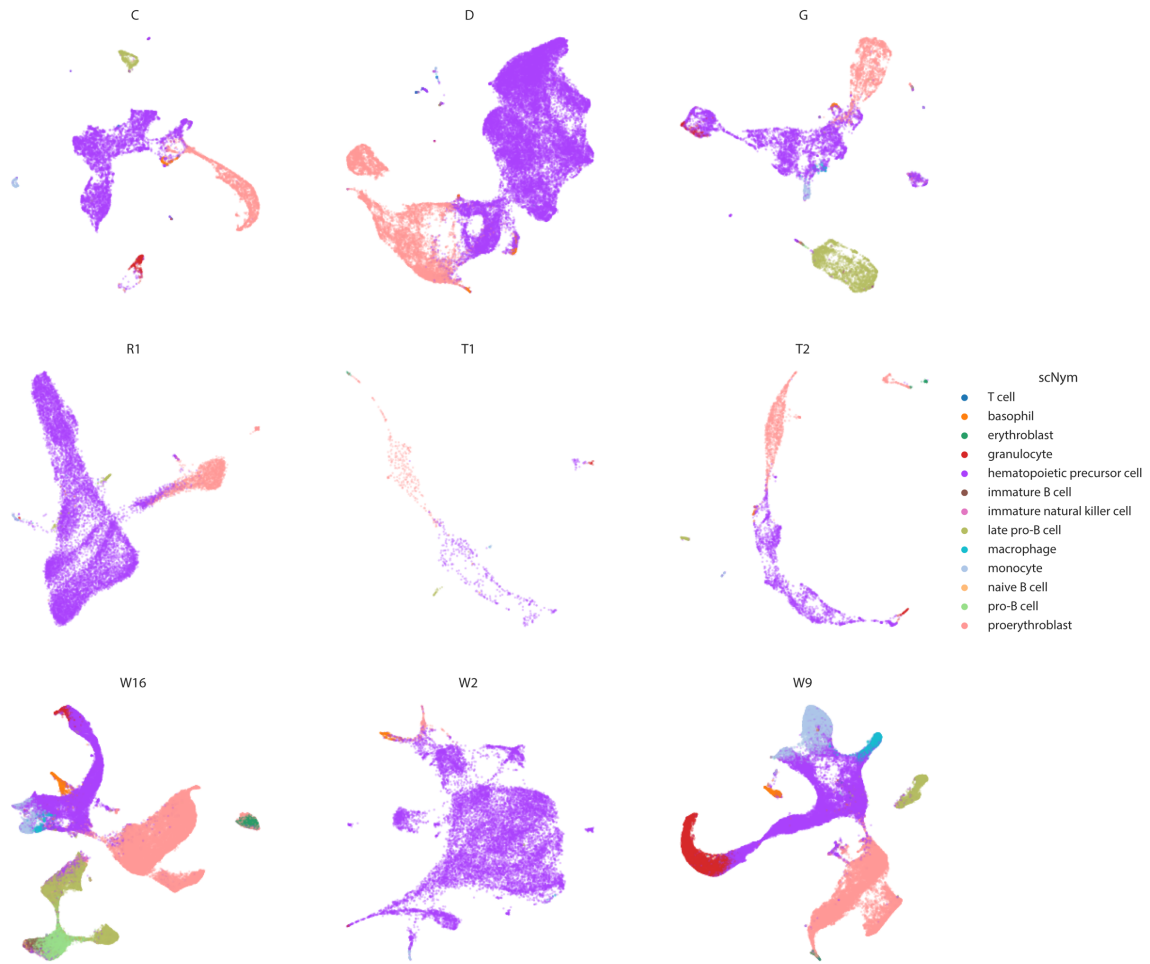 C
D
G
R1
T1
T2
scNym
T cell
basophil
erythroblast
granulocyte
hematopoietic precursor cell
immature B cell
immature natural killer cell
late pro-B cell
macrophage
monocyte
naive B cell
pro-B cell
proerythroblast
W16
W2
W9